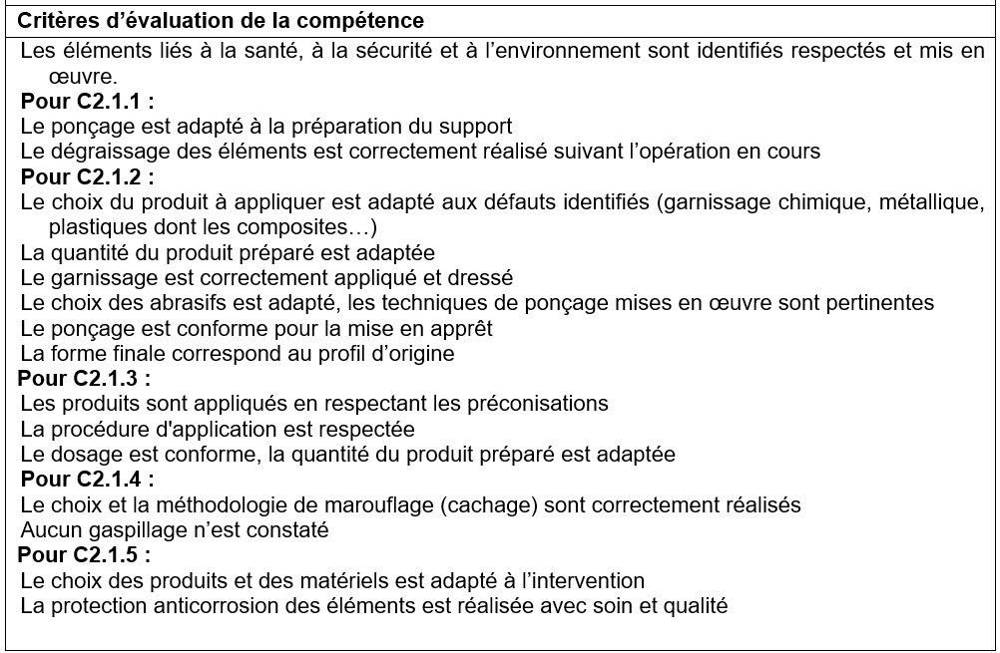 Critères d’évaluation de la compétence
Les éléments liés à la santé, à la sécurité et à l’environnement sont identifiés respectés et mis en
œuvre.
Pour C2.1.1 :
Le ponçage est adapté à la préparation du support
Le dégraissage des éléments est correctement réalisé suivant l’opération en cours
Pour C2.1.2 :
Le choix du produit à appliquer est adapté aux défauts identifiés (garnissage chimique, métallique,
plastiques dont les composites…)
La quantité du produit préparé est adaptée
Le garnissage est correctement appliqué et dressé
Le choix des abrasifs est adapté, les techniques de ponçage mises en œuvre sont pertinentes
Le ponçage est conforme pour la mise en apprêt
La forme finale correspond au profil d’origine
Pour C2.1.3 :
Les produits sont appliqués en respectant les préconisations
La procédure d'application est respectée
Le dosage est conforme, la quantité du produit préparé est adaptée
Pour C2.1.4 :
Le choix et la méthodologie de marouflage (cachage) sont correctement réalisés
Aucun gaspillage n’est constaté
Pour C2.1.5 :
Le choix des produits et des matériels est adapté à l’intervention
La protection anticorrosion des éléments est réalisée avec soin et qualité